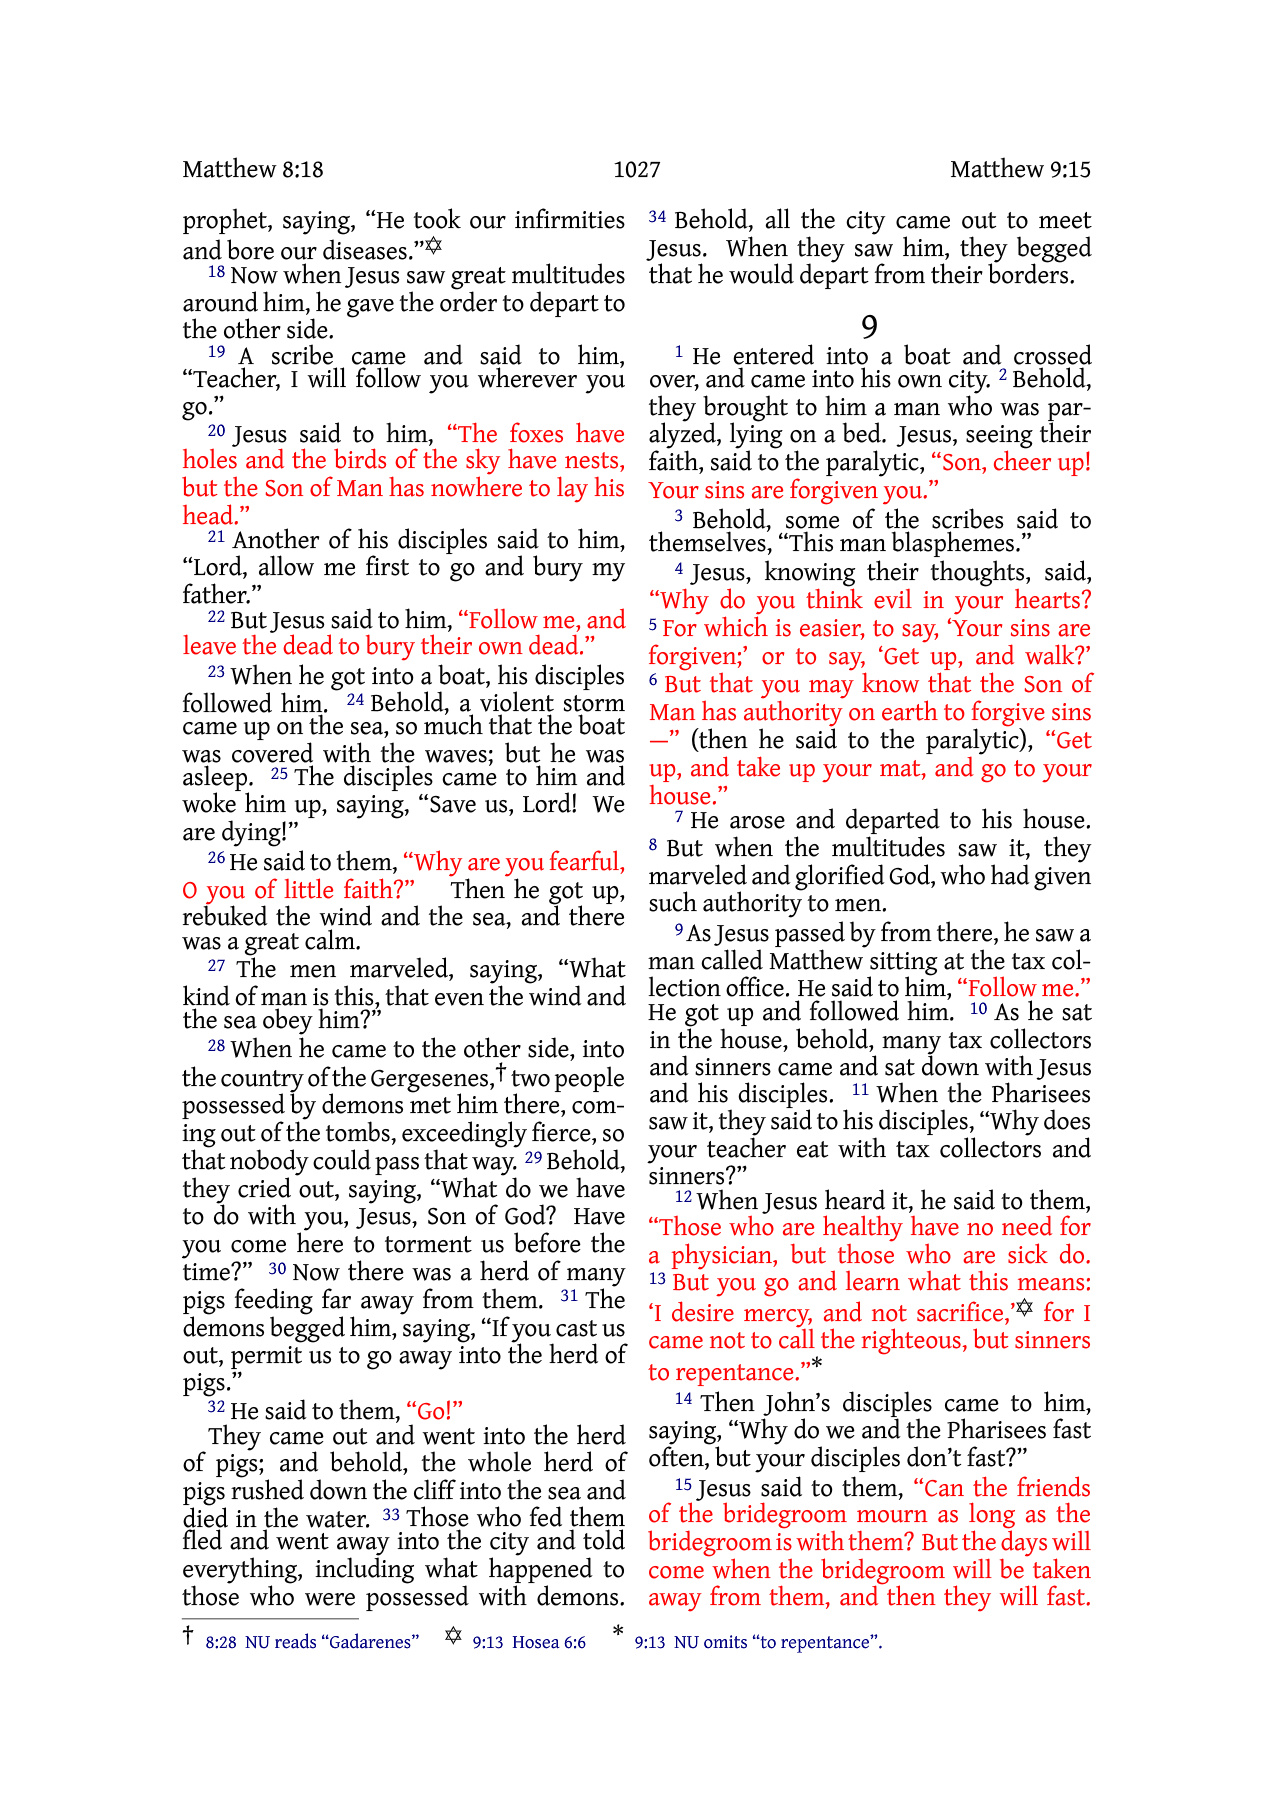 Matthew 8:18 1027 Matthew 9:15
prophet, saying, “He took our infirmities
and bore our diseases.”✡
18 Now when Jesus saw great multitudes
around him, he gave the order to depart to
the other side.
19 A scribe came and said to him,
“Teacher, I will follow you wherever you
go.”
20 Jesus said to him, “The foxes have
holes and the birds of the sky have nests,
but the Son of Man has nowhere to lay his
head.”
21 Another of his disciples said to him,
“Lord, allow me first to go and bury my
father.”
22 But Jesus said to him, “Follow me, and
leave the dead to bury their own dead.”
23 When he got into a boat, his disciples
followed him. 24 Behold, a violent storm
came up on the sea, so much that the boat
was covered with the waves; but he was
asleep. 25 The disciples came to him and
woke him up, saying, “Save us, Lord! We
are dying!”
26 He said to them, “Why are you fearful,
O you of little faith?” Then he got up,
rebuked the wind and the sea, and there
was a great calm.
27 The men marveled, saying, “What
kind of man is this, that even the wind and
the sea obey him?”
28 When he came to the other side, into
the country of the Gergesenes,† two people
possessed by demons met him there, com-
ing out of the tombs, exceedingly fierce, so
that nobody could pass that way. 29 Behold,
they cried out, saying, “What do we have
to do with you, Jesus, Son of God? Have
you come here to torment us before the
time?” 30 Now there was a herd of many
pigs feeding far away from them. 31 The
demons begged him, saying, “If you cast us
out, permit us to go away into the herd of
pigs.”
32 He said to them, “Go!”
They came out and went into the herd
of pigs; and behold, the whole herd of
pigs rushed down the cliff into the sea and
died in the water. 33 Those who fed them
fled and went away into the city and told
everything, including what happened to
those who were possessed with demons.
34 Behold, all the city came out to meet
Jesus. When they saw him, they begged
that he would depart from their borders.
9
1 He entered into a boat and crossed
over, and came into his own city. 2 Behold,
they brought to him a man who was par-
alyzed, lying on a bed. Jesus, seeing their
faith, said to the paralytic, “Son, cheer up!
Your sins are forgiven you.”
3 Behold, some of the scribes said to
themselves, “This man blasphemes.”
4 Jesus, knowing their thoughts, said,
“Why do you think evil in your hearts?
5 For which is easier, to say, ‘Your sins are
forgiven;’ or to say, ‘Get up, and walk?’
6 But that you may know that the Son of
Man has authority on earth to forgive sins
—” (then he said to the paralytic), “Get
up, and take up your mat, and go to your
house.”
7 He arose and departed to his house.
8 But when the multitudes saw it, they
marveled and glorified God, who had given
such authority to men.
9 As Jesus passed by from there, he saw a
man called Matthew sitting at the tax col-
lection office. He said to him, “Follow me.”
He got up and followed him. 10 As he sat
in the house, behold, many tax collectors
and sinners came and sat down with Jesus
and his disciples. 11 When the Pharisees
saw it, they said to his disciples, “Why does
your teacher eat with tax collectors and
sinners?”
12 When Jesus heard it, he said to them,
“Those who are healthy have no need for
a physician, but those who are sick do.
13 But you go and learn what this means:
‘I desire mercy, and not sacrifice,’✡ for I
came not to call the righteous, but sinners
to repentance.”*
14 Then John’s disciples came to him,
saying, “Why do we and the Pharisees fast
often, but your disciples don’t fast?”
15 Jesus said to them, “Can the friends
of the bridegroom mourn as long as the
bridegroom is with them? But the days will
come when the bridegroom will be taken
away from them, and then they will fast.
† 8:28 NU reads “Gadarenes” ✡ 9:13 Hosea 6:6 * 9:13 NU omits “to repentance”.